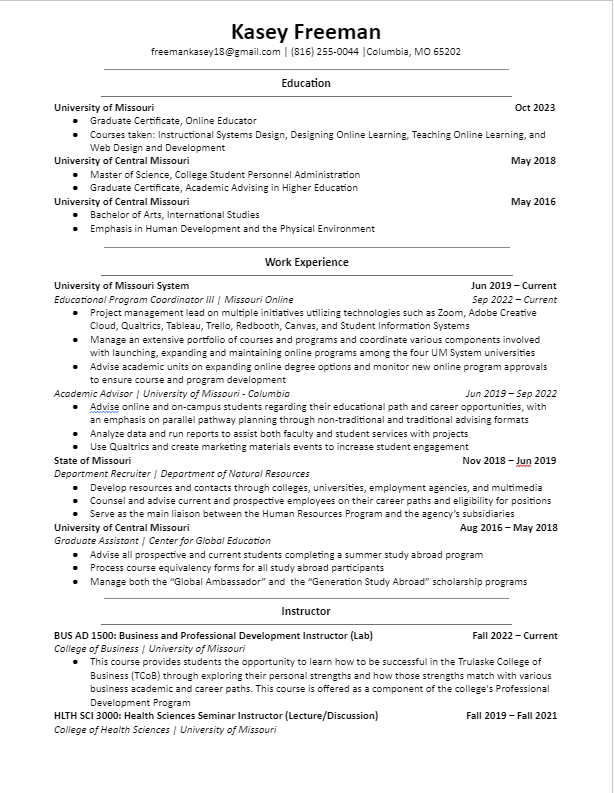 Kasey Freeman
freemankasey18@gmail.com | (816) 255-0044 |Columbia, MO 65202
Education
University of Missouri Oct 2023
● Graduate Certificate, Online Educator
● Courses taken: Instructional Systems Design, Designing Online Learning, Teaching Online Learning, and
Web Design and Development
University of Central Missouri May 2018
● Master of Science, College Student Personnel Administration
● Graduate Certificate, Academic Advising in Higher Education
University of Central Missouri May 2016
● Bachelor of Arts, International Studies
● Emphasis in Human Development and the Physical Environment
Work Experience
University of Missouri System Jun 2019 – Current
Educational Program Coordinator III | Missouri Online Sep 2022 – Current
● Project management lead on multiple initiatives utilizing technologies such as Zoom, Adobe Creative
Cloud, Qualtrics, Tableau, Trello, Redbooth, Canvas, and Student Information Systems
● Manage an extensive portfolio of courses and programs and coordinate various components involved
with launching, expanding and maintaining online programs among the four UM System universities
● Advise academic units on expanding online degree options and monitor new online program approvals
to ensure course and program development
Academic Advisor | University of Missouri - Columbia Jun 2019 – Sep 2022
● Advise online and on-campus students regarding their educational path and career opportunities, with
an emphasis on parallel pathway planning through non-traditional and traditional advising formats
● Analyze data and run reports to assist both faculty and student services with projects
● Use Qualtrics and create marketing materials events to increase student engagement
State of Missouri Nov 2018 – Jun 2019
Department Recruiter | Department of Natural Resources
● Develop resources and contacts through colleges, universities, employment agencies, and multimedia
● Counsel and advise current and prospective employees on their career paths and eligibility for positions
● Serve as the main liaison between the Human Resources Program and the agency's subsidiaries
University of Central Missouri Aug 2016 – May 2018
Graduate Assistant | Center for Global Education
● Advise all prospective and current students completing a summer study abroad program
● Process course equivalency forms for all study abroad participants
● Manage both the “Global Ambassador” and the “Generation Study Abroad” scholarship programs
Instructor
BUS AD 1500: Business and Professional Development Instructor (Lab) Fall 2022 – Current
College of Business | University of Missouri
● This course provides students the opportunity to learn how to be successful in the Trulaske College of
Business (TCoB) through exploring their personal strengths and how those strengths match with various
business academic and career paths. This course is offered as a component of the college's Professional
Development Program
HLTH SCI 3000: Health Sciences Seminar Instructor (Lecture/Discussion) Fall 2019 – Fall 2021
College of Health Sciences | University of Missouri